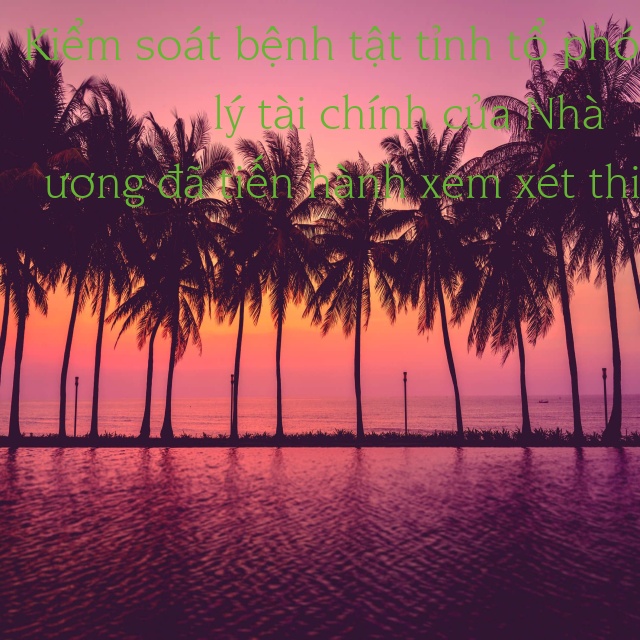 Kiểm soát bệnh tật tỉnh tổ phó
lý tài chính của Nhà
ương đã tiến hành xem xét thi